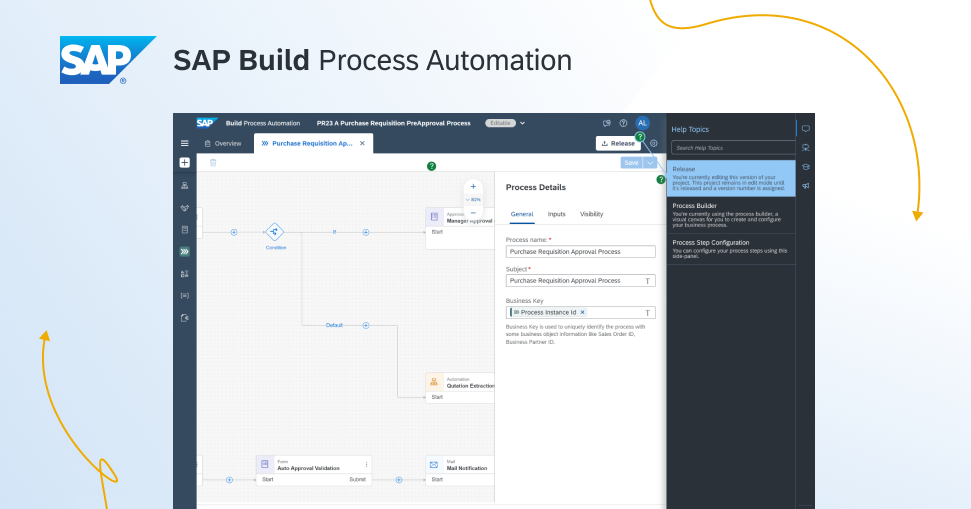 SAP
SAP Build Process Automation
SAP Build Process Automation PR23 A Purchase Requisition PreApproval Process Editable AL
Overview Purchase Requisition Ap... × Release
Save
80%
Condition
If
Default
Manager Approval
Start
Automation
Qutation Extraction
Start
Form
Auto Approval Validation
Start Submit
Mail
Mail Notification
Start
Process Details
General Inputs Visibility
Process name: *
Purchase Requisition Approval Process
Subject *
Purchase Requisition Approval Process T
Business Key
Process Instance Id × T
Business Key is used to uniquely identify the process with
some business object information like Sales Order ID,
Business Partner ID.
Help Topics
Search Help Topics
Release
You're currently editing this version of your
project. This project remains in edit mode until
it's released and a version number is assigned.
Process Builder
You're currently using the process builder, a
visual canvas for you to create and configure
your business process.
Process Step Configuration
You can configure your process steps using this
side-panel.